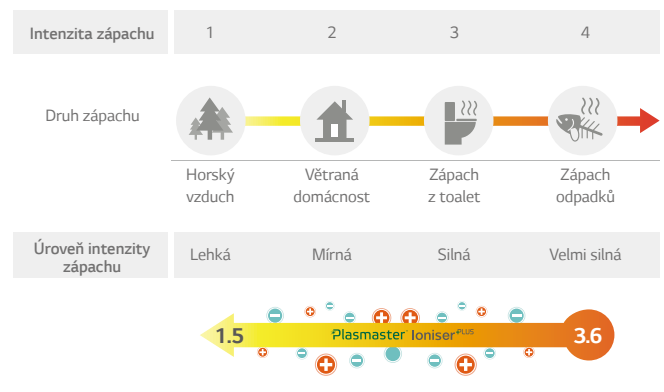 Intenzita zápachu 1 2 3 4
Druh zápachu
Horský Větraná Zápach Zápach
vzduch domácnost z toalet odpadků
Úroveň intenzity
zápachu
Lehká Mírná Silná Velmi silná
1.5 Plasmaster Ioniser PLUS 3.6